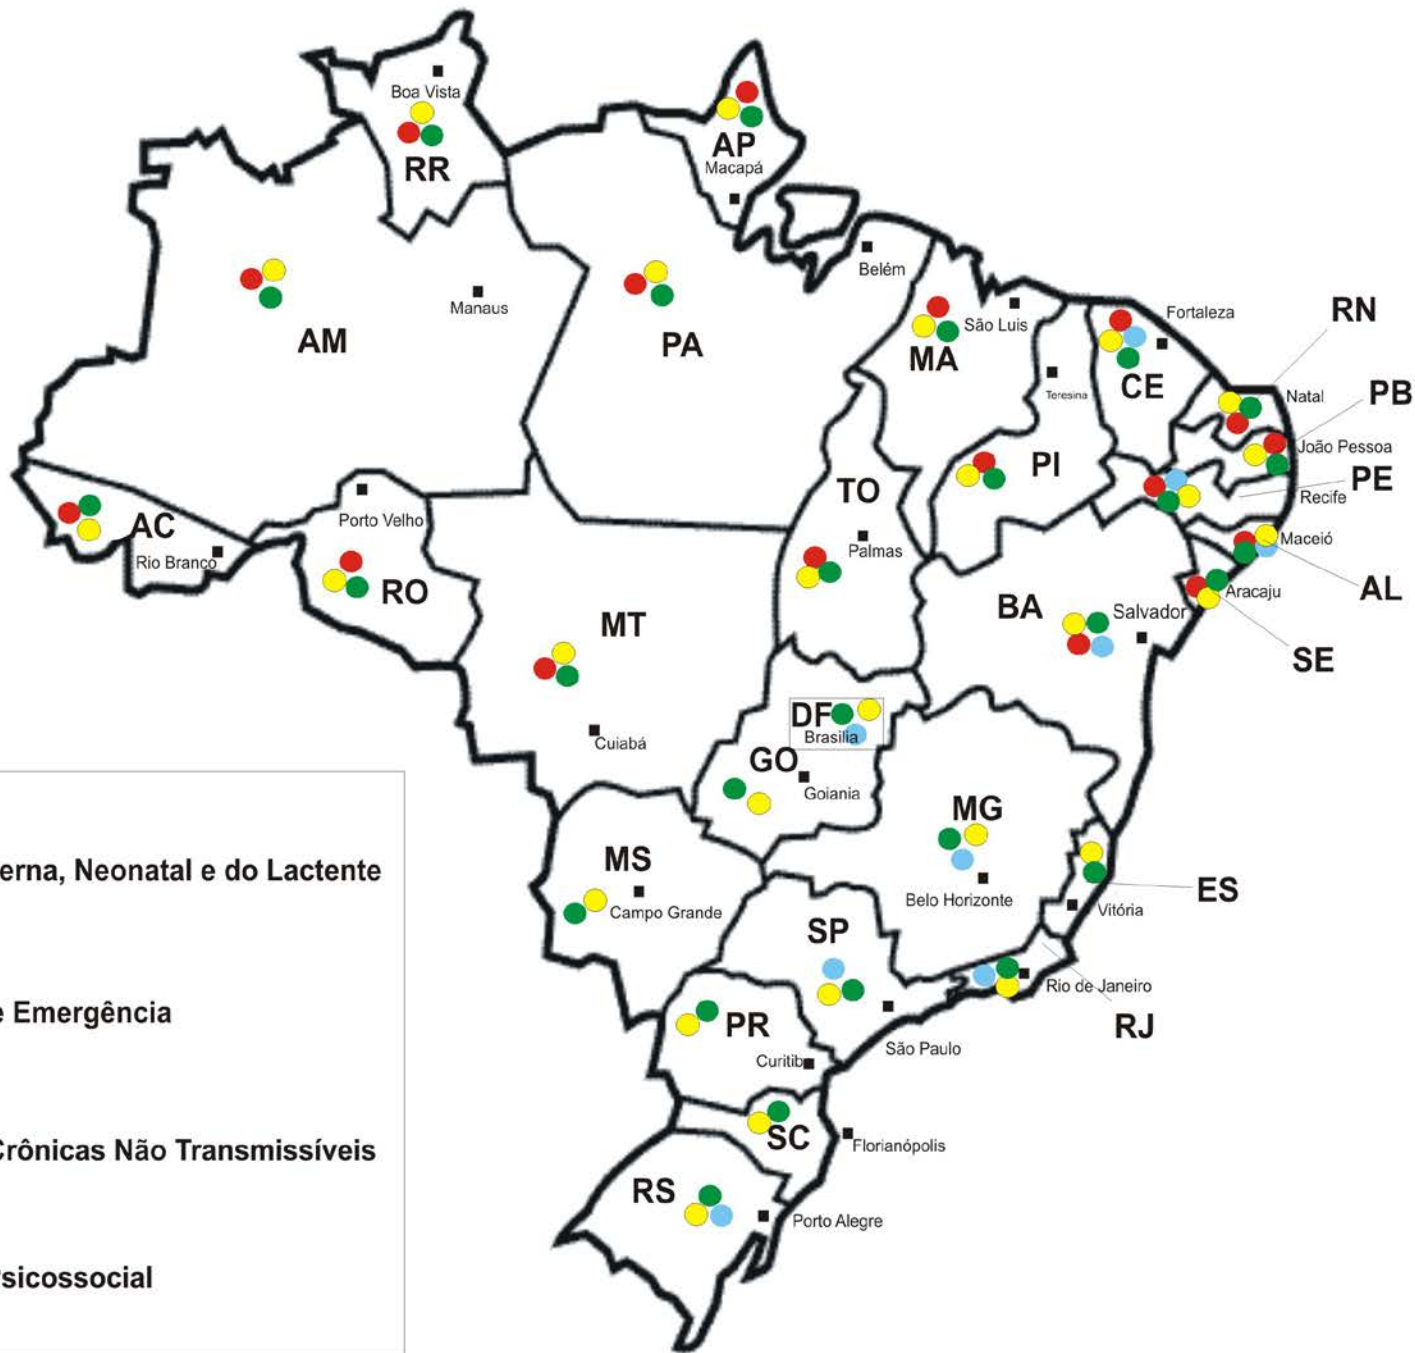 Boa Vista
RR
AP
Macapá
Belém
Manaus
AM
PA
São Luis
MA
Teresina
Fortaleza
CE
RN
Natal
PB
João Pessoa
PE
Recife
PI
TO
Palmas
AC
Rio Branco
Porto Velho
RO
MT
Cuiabá
Maceió
AL
Aracaju
SE
BA
Salvador
DF
Brasilia
GO
Goiania
MG
Belo Horizonte
ES
Vitória
MS
Campo Grande
SP
São Paulo
Rio de Janeiro
RJ
PR
Curitib
SC
Florianópolis
RS
Porto Alegre
erna, Neonatal e do Lactente
e Emergência
Crônicas Não Transmissíveis
sicossocial